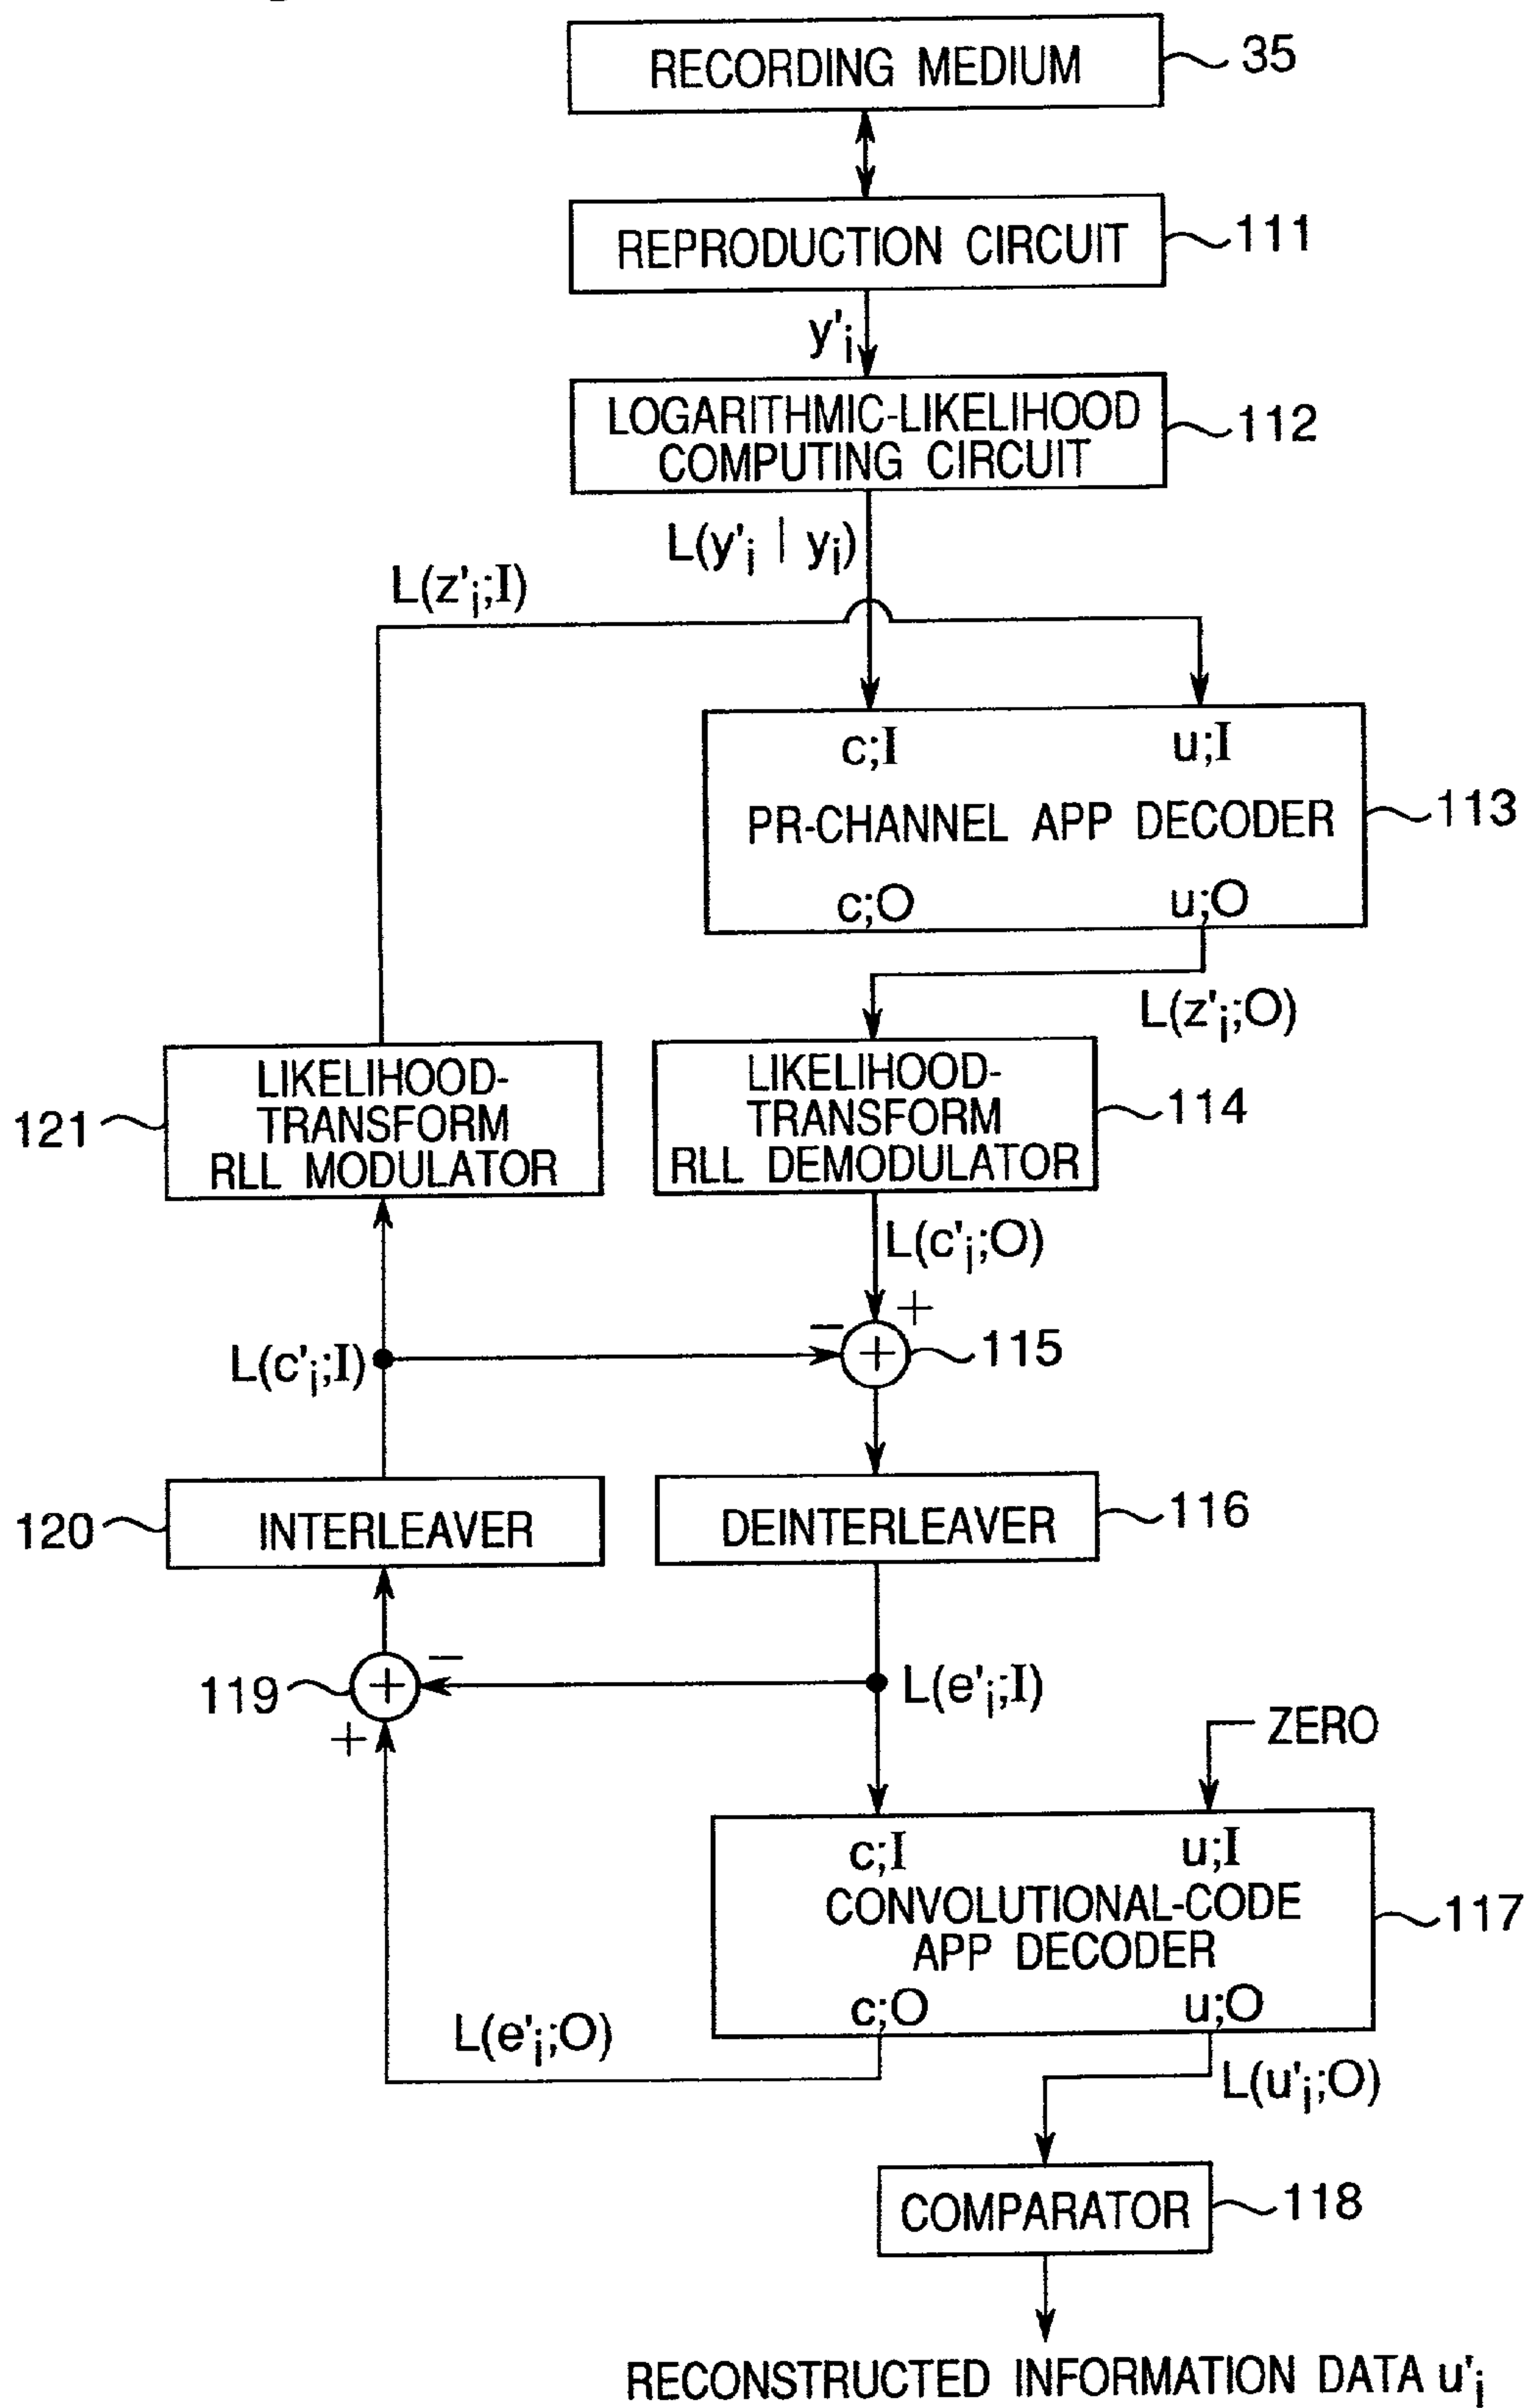 RECORDING MEDIUM
35
REPRODUCTION CIRCUIT
111
y'i
LOGARITHMIC-LIKELIHOOD
COMPUTING CIRCUIT
112
L(y'i | yi)
L(z'i;I)
c;I
u;I
PR-CHANNEL APP DECODER
113
c;O
u;O
L(z'i;O)
LIKELIHOOD-
TRANSFORM
RLL MODULATOR
121
LIKELIHOOD-
TRANSFORM
RLL DEMODULATOR
114
L(c'i;O)
+
−
+
115
L(c'i;I)
120
INTERLEAVER
DEINTERLEAVER
116
−
119
+
+
L(e'i;I)
ZERO
c;I
u;I
CONVOLUTIONAL-CODE
APP DECODER
117
c;O
u;O
L(e'i;O)
L(u'i;O)
COMPARATOR
118
RECONSTRUCTED INFORMATION DATA u'i